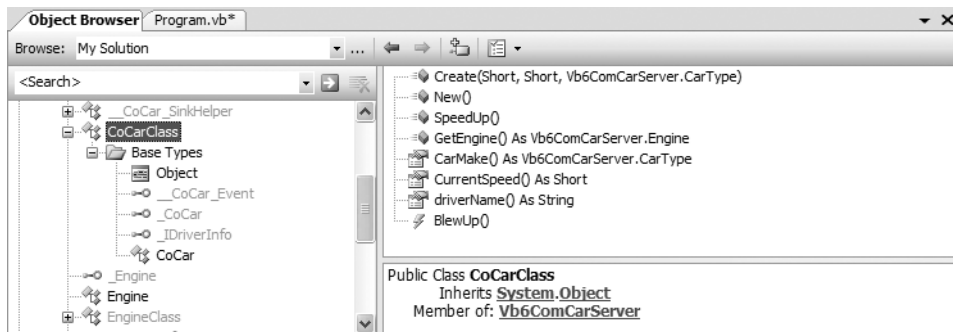 Object Browser Program.vb*
Browse: My Solution ...
<Search>
__CoCar_SinkHelper
CoCarClass
Base Types
Object
__CoCar_Event
_CoCar
_IDriverInfo
CoCar
_Engine
Engine
EngineClass
Create(Short, Short, Vb6ComCarServer.CarType)
New()
SpeedUp()
GetEngine() As Vb6ComCarServer.Engine
CarMake() As Vb6ComCarServer.CarType
CurrentSpeed() As Short
driverName() As String
BlewUp()
Public Class CoCarClass
Inherits System.Object
Member of: Vb6ComCarServer